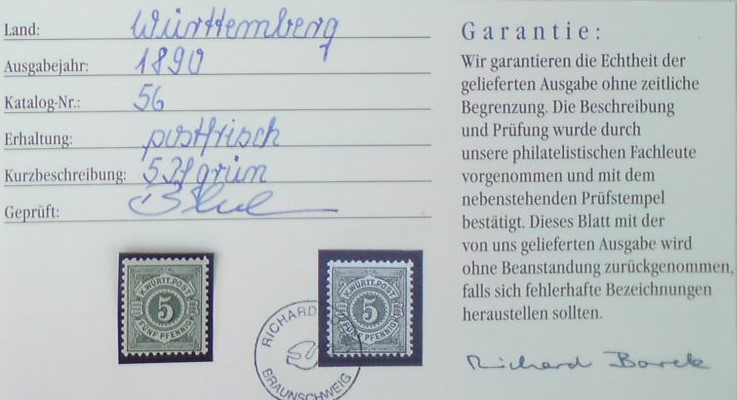 Land: Württemberg
Ausgabejahr: 1890
Katalog-Nr.: 56
Erhaltung: postfrisch
Kurzbeschreibung: 5 Pf grün
Geprüft:
K.WÜRTT.POST
5
FÜNF PFENNIG
K.WÜRTT.POST
5
FÜNF PFENNIG
RICHARD
BRAUNSCHWEIG
Garantie:
Wir garantieren die Echtheit der
gelieferten Ausgabe ohne zeitliche
Begrenzung. Die Beschreibung
und Prüfung wurde durch
unsere philatelistischen Fachleute
vorgenommen und mit dem
nebenstehenden Prüfstempel
bestätigt. Dieses Blatt mit der
von uns gelieferten Ausgabe wird
ohne Beanstandung zurückgenommen,
falls sich fehlerhafte Bezeichnungen
herausstellen sollten.
Richard Borek